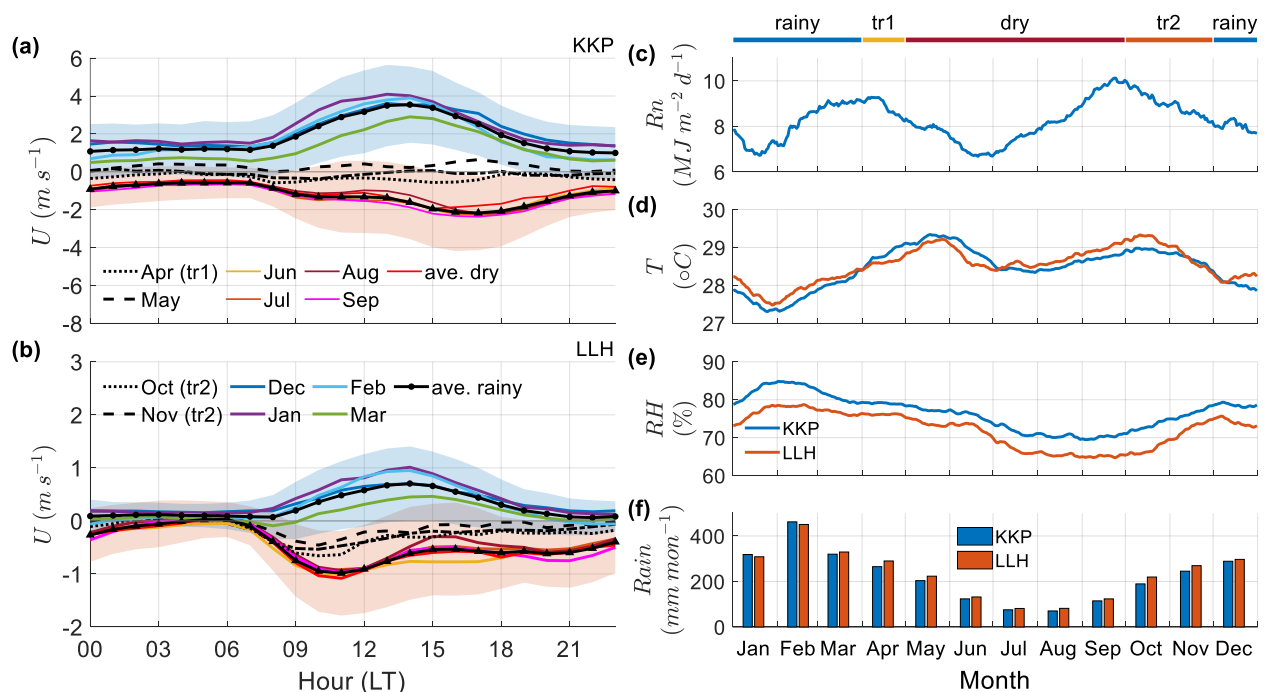 rainy tr1 dry tr2 rainy
(a) KKP
6
4
2
0
-2
-4
-6
-8
U (m s⁻¹)
Apr (tr1) Jun Aug ave. dry
May Jul Sep
(b) LLH
3
2
1
0
-1
-2
U (m s⁻¹)
Oct (tr2) Dec Feb ave. rainy
Nov (tr2) Jan Mar
00 03 06 09 12 15 18 21
Hour (LT)
(c)
10
8
6
Rn
(MJ m⁻² d⁻¹)
(d)
30
29
28
27
T
(∘C)
(e)
90
80
70
60
RH
(%)
KKP
LLH
(f)
400
200
0
Rain
(mm mon⁻¹)
KKP
LLH
Jan Feb Mar Apr May Jun Jul Aug Sep Oct Nov Dec
Month